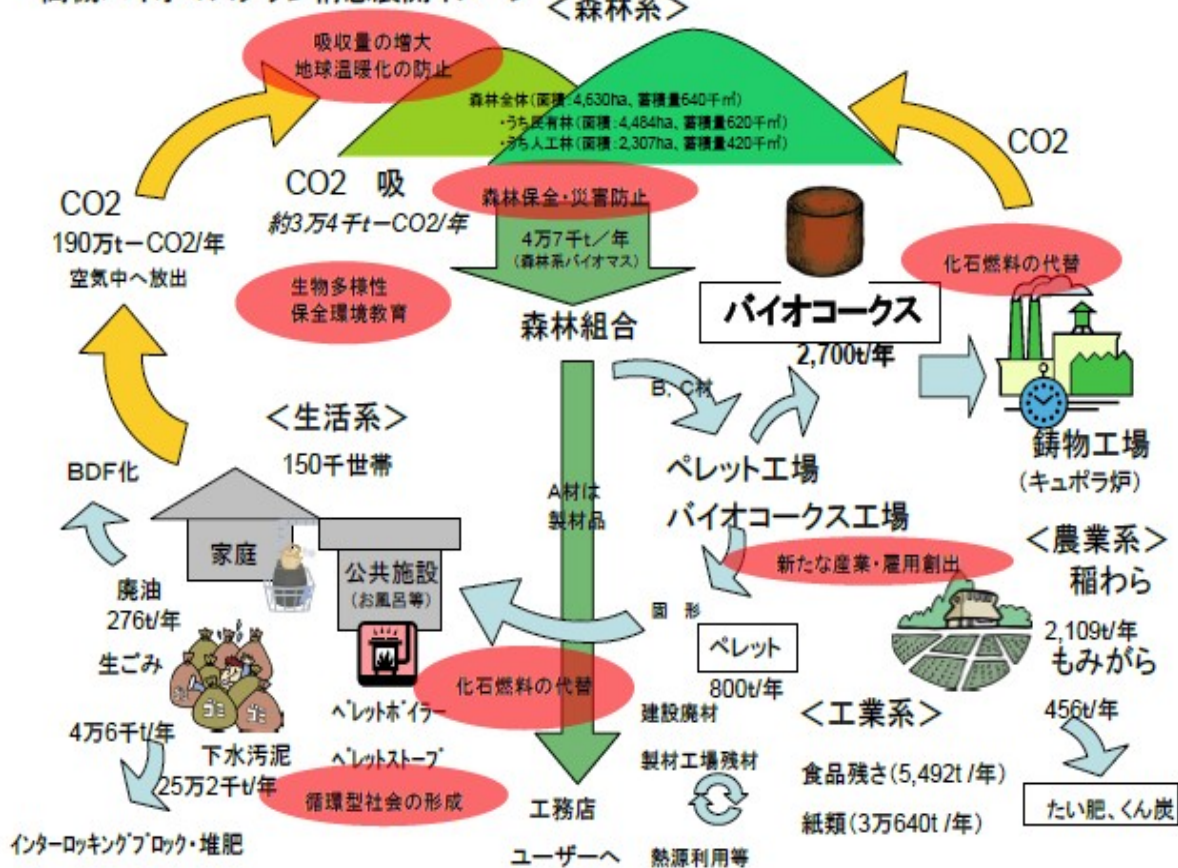 <森林系>
吸収量の増大
地球温暖化の防止
森林全体(面積:4,630ha、蓄積量640千㎥)
・うち民有林(面積:4,484ha、蓄積量620千㎥)
・うち人工林(面積:2,307ha、蓄積量420千㎥)
CO2
CO2 吸
約3万4千t-CO2/年
森林保全・災害防止
4万7千t/年
(森林系バイオマス)
CO2
190万t-CO2/年
空気中へ放出
化石燃料の代替
生物多様性
保全環境教育
森林組合
バイオコークス
2,700t/年
B, C材
<生活系>
150千世帯
BDF化
ペレット工場
鋳物工場
(キュポラ炉)
A材は
製材品
バイオコークス工場
家庭
公共施設
(お風呂等)
新たな産業・雇用創出
<農業系>
稲わら
2,109t/年
もみがら
456t/年
廃油
276t/年
固 形
ペレット
800t/年
生ごみ
ゴミ
ゴミ
ゴミ
4万6千t/年
化石燃料の代替
ペレットボイラー
ペレットストーブ
下水汚泥
25万2千t/年
循環型社会の形成
建設廃材
製材工場残材
<工業系>
食品残さ(5,492t /年)
紙類(3万640t /年)
たい肥、くん炭
工務店
インターロッキングブロック・堆肥
ユーザーへ
熱源利用等